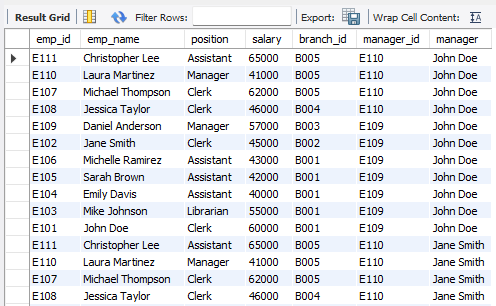 Result Grid Filter Rows: Export: Wrap Cell Content:
emp_id emp_name position salary branch_id manager_id manager
E111 Christopher Lee Assistant 65000 B005 E110 John Doe
E110 Laura Martinez Manager 41000 B005 E110 John Doe
E107 Michael Thompson Clerk 62000 B005 E110 John Doe
E108 Jessica Taylor Clerk 46000 B004 E110 John Doe
E109 Daniel Anderson Manager 57000 B003 E109 John Doe
E102 Jane Smith Clerk 45000 B002 E109 John Doe
E106 Michelle Ramirez Assistant 43000 B001 E109 John Doe
E105 Sarah Brown Assistant 42000 B001 E109 John Doe
E104 Emily Davis Assistant 40000 B001 E109 John Doe
E103 Mike Johnson Librarian 55000 B001 E109 John Doe
E101 John Doe Clerk 60000 B001 E109 John Doe
E111 Christopher Lee Assistant 65000 B005 E110 Jane Smith
E110 Laura Martinez Manager 41000 B005 E110 Jane Smith
E107 Michael Thompson Clerk 62000 B005 E110 Jane Smith
E108 Jessica Taylor Clerk 46000 B004 E110 Jane Smith